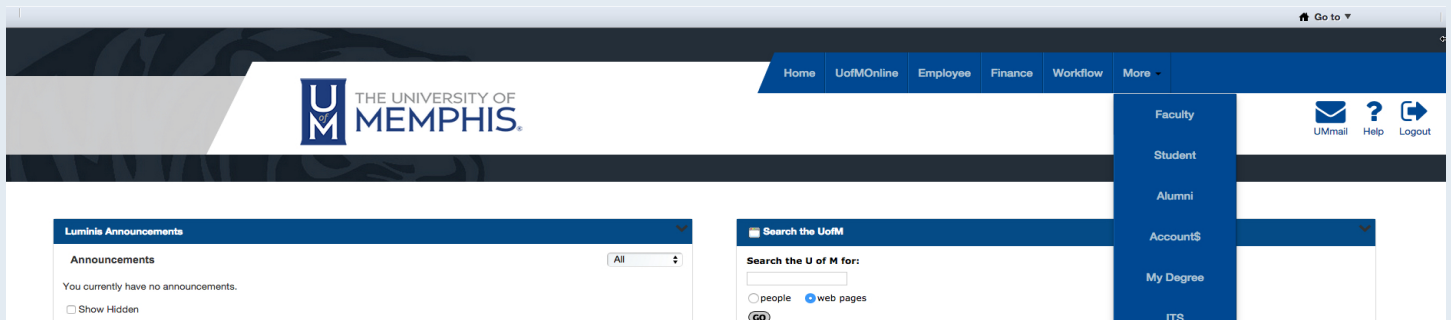 Go to ▼
Home UofMOnline Employee Finance Workflow More
U of M
THE UNIVERSITY OF
MEMPHIS.
Faculty
Student
Alumni
Account$
My Degree
ITS
UMmail Help Logout
Luminis Announcements
Announcements All
You currently have no announcements.
Show Hidden
Search the UofM
Search the U of M for:
people web pages
GO